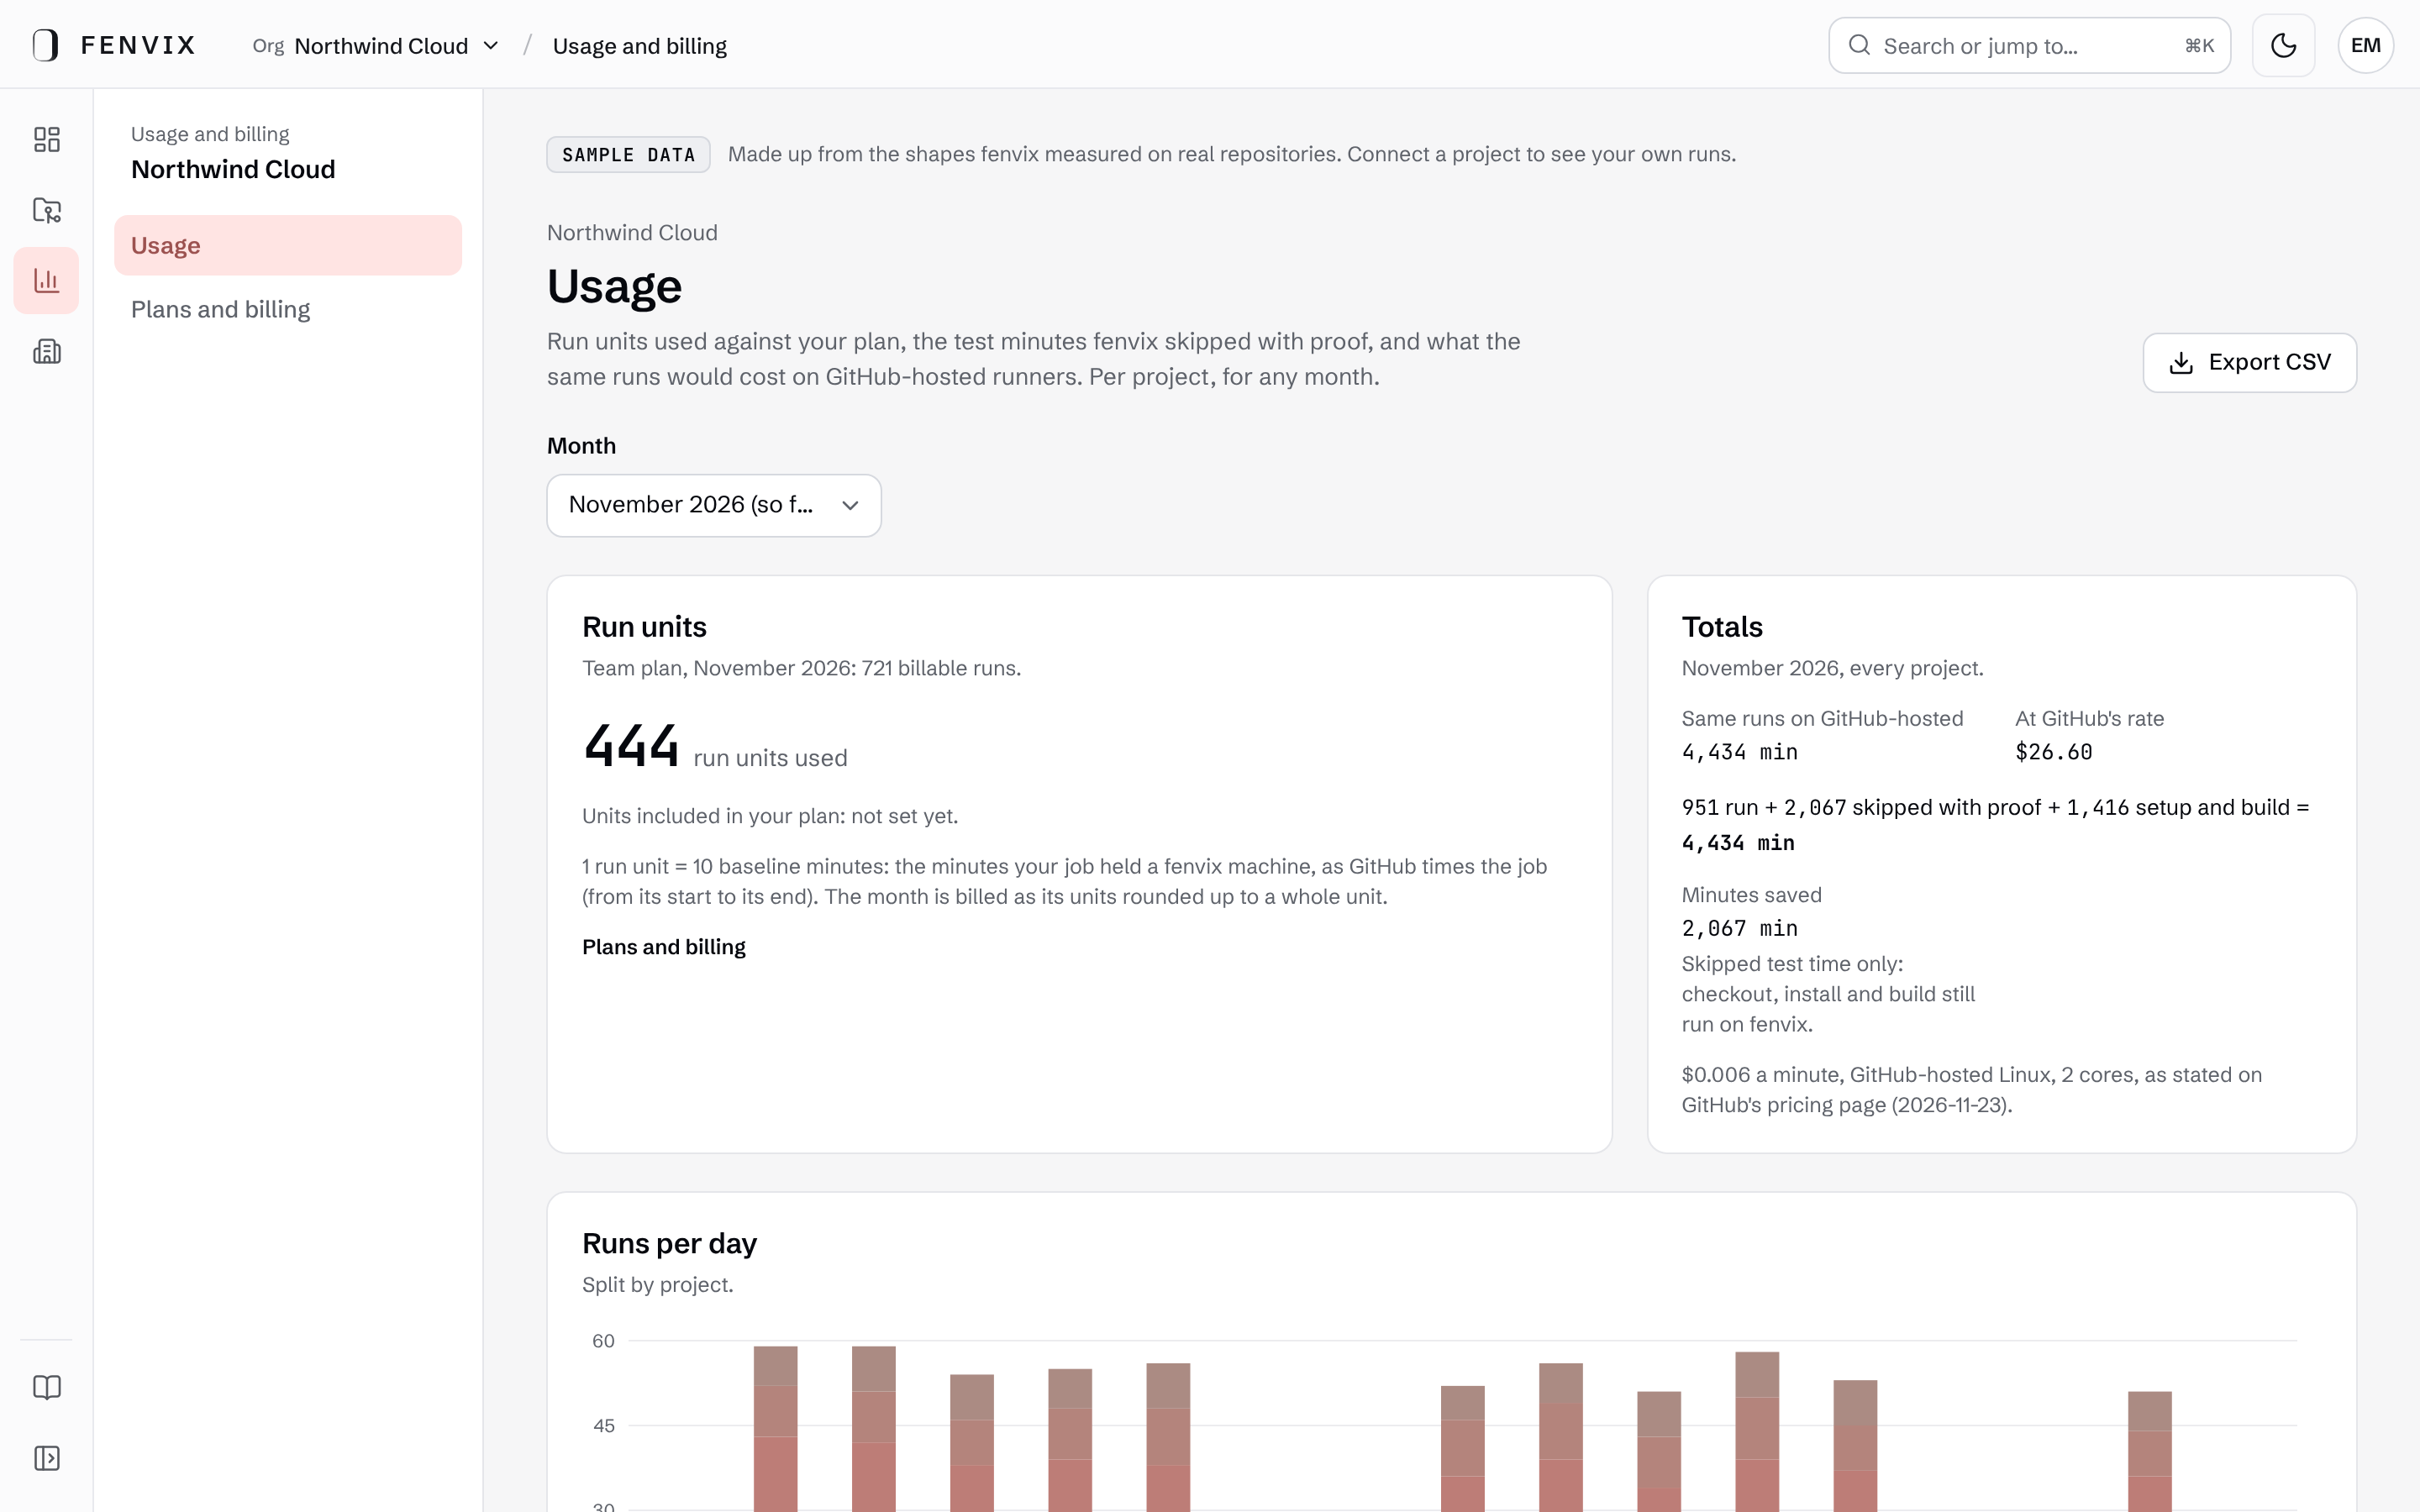 FENVIX
Org Northwind Cloud / Usage and billing
Search or jump to... ⌘K
EM
Usage and billing
Northwind Cloud
Usage
Plans and billing
SAMPLE DATA Made up from the shapes fenvix measured on real repositories. Connect a project to see your own runs.
Northwind Cloud
Usage
Run units used against your plan, the test minutes fenvix skipped with proof, and what the
same runs would cost on GitHub-hosted runners. Per project, for any month.
Export CSV
Month
November 2026 (so f...
Run units
Team plan, November 2026: 721 billable runs.
444 run units used
Units included in your plan: not set yet.
1 run unit = 10 baseline minutes: the minutes your job held a fenvix machine, as GitHub times the job
(from its start to its end). The month is billed as its units rounded up to a whole unit.
Plans and billing
Totals
November 2026, every project.
Same runs on GitHub-hosted
4,434 min
At GitHub's rate
$26.60
951 run + 2,067 skipped with proof + 1,416 setup and build =
4,434 min
Minutes saved
2,067 min
Skipped test time only:
checkout, install and build still
run on fenvix.
$0.006 a minute, GitHub-hosted Linux, 2 cores, as stated on
GitHub's pricing page (2026-11-23).
Runs per day
Split by project.
60
45
30